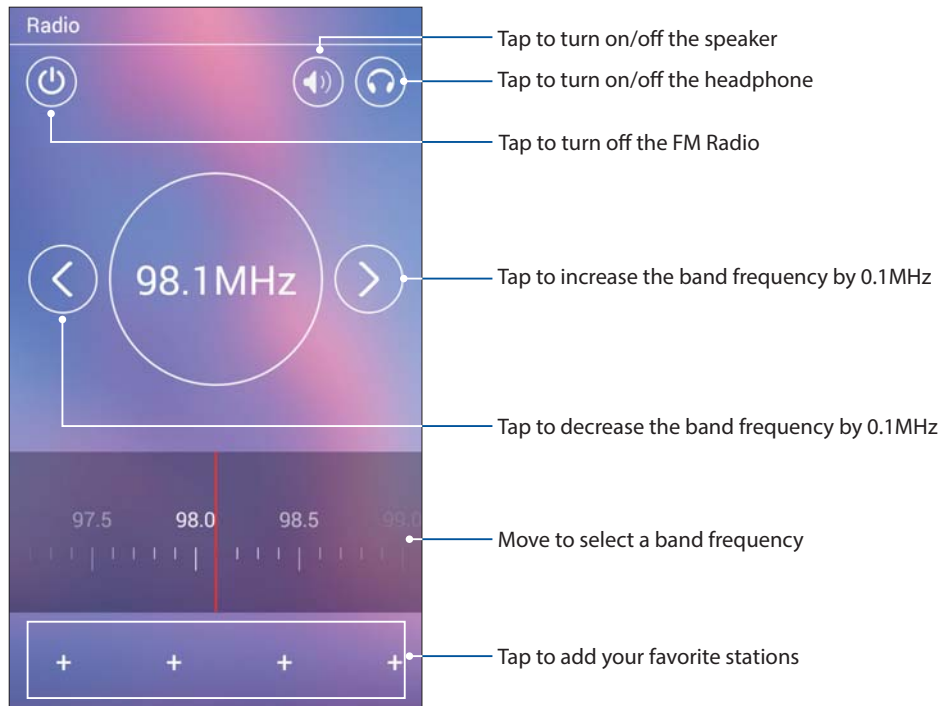 Radio
Tap to turn on/off the speaker
Tap to turn on/off the headphone
Tap to turn off the FM Radio
98.1MHz
Tap to increase the band frequency by 0.1MHz
Tap to decrease the band frequency by 0.1MHz
97.5 98.0 98.5 99.0
Move to select a band frequency
+ + + +
Tap to add your favorite stations